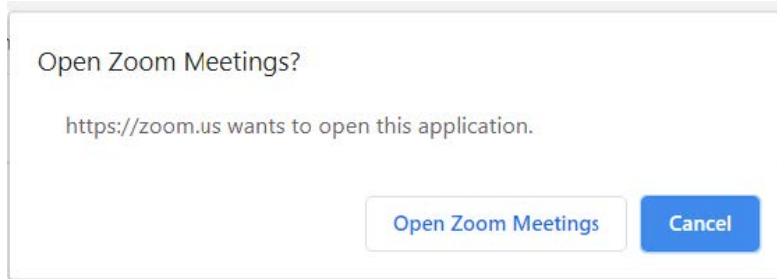 Open Zoom Meetings?
https://zoom.us wants to open this application.
Open Zoom Meetings
Cancel